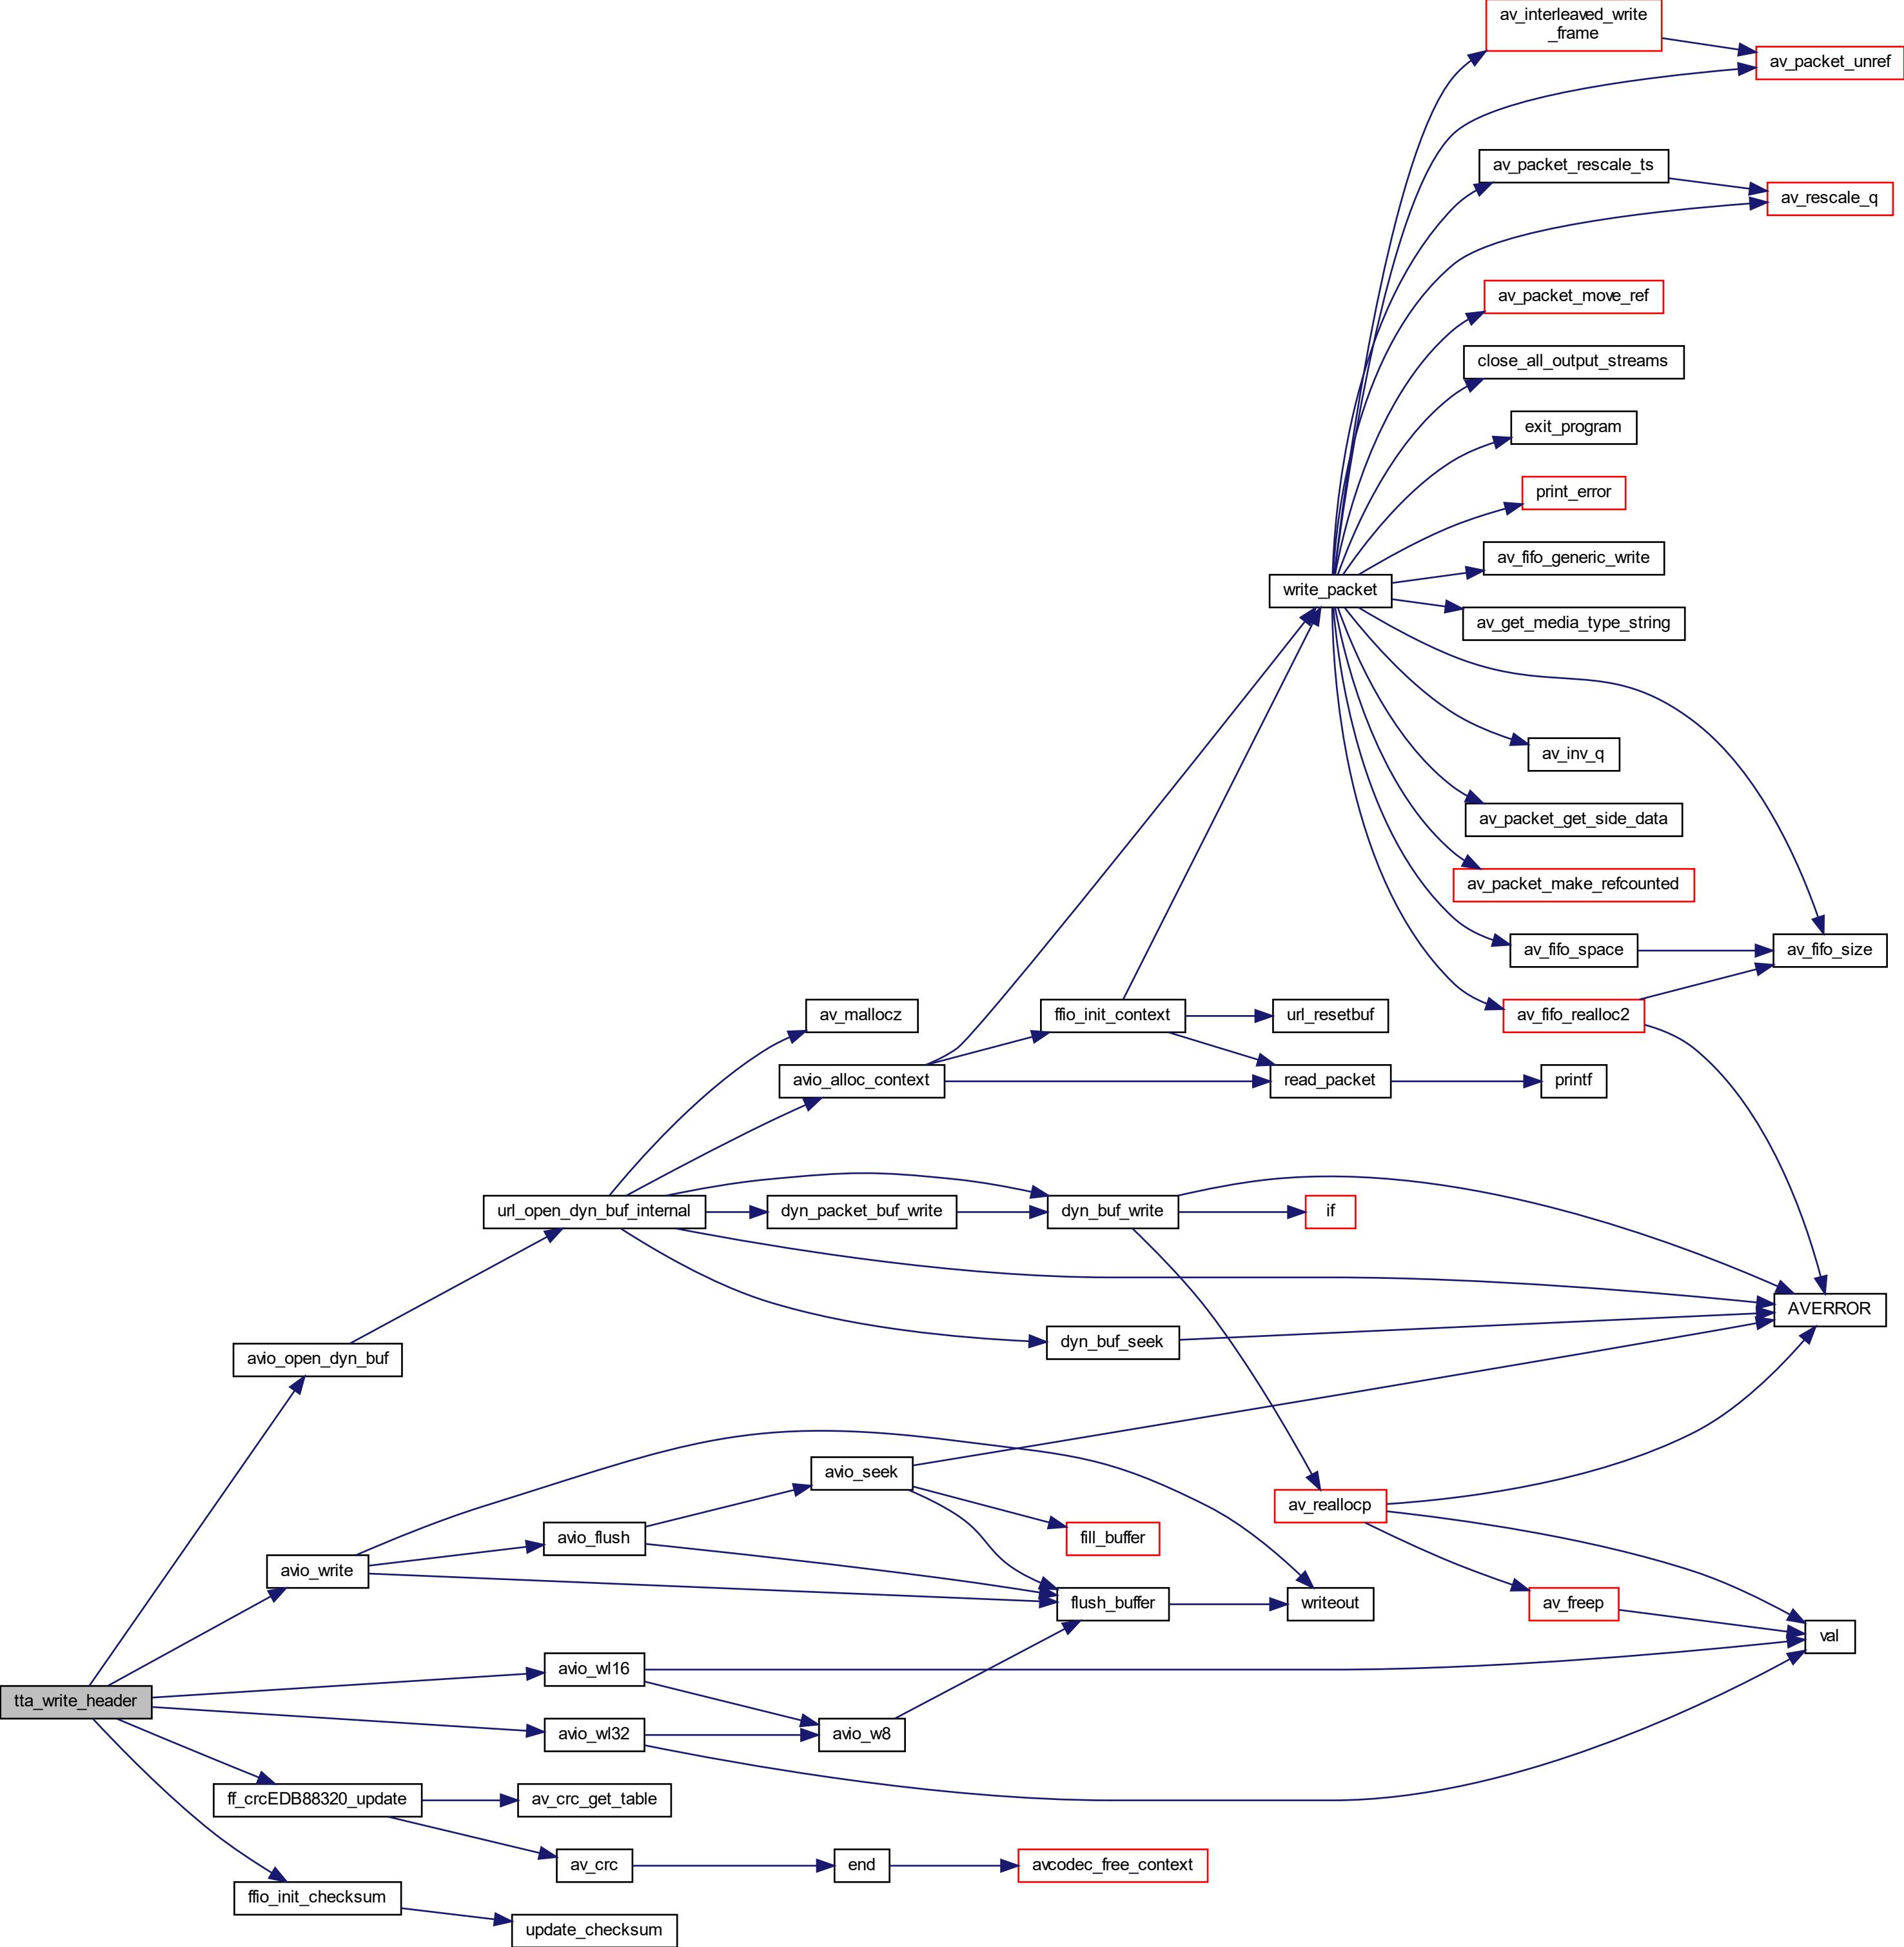 av_interleaved_write
_frame
av_packet_unref
av_packet_rescale_ts
av_rescale_q
av_packet_move_ref
close_all_output_streams
exit_program
print_error
av_fifo_generic_write
write_packet
av_get_media_type_string
av_inv_q
av_packet_get_side_data
av_packet_make_refcounted
av_fifo_space
av_fifo_size
av_mallocz
ffio_init_context
url_resetbuf
av_fifo_realloc2
avio_alloc_context
read_packet
printf
url_open_dyn_buf_internal
dyn_packet_buf_write
dyn_buf_write
if
AVERROR
dyn_buf_seek
avio_open_dyn_buf
avio_seek
av_reallocp
avio_flush
fill_buffer
avio_write
flush_buffer
writeout
av_freep
val
avio_wl16
tta_write_header
avio_wl32
avio_w8
ff_crcEDB88320_update
av_crc_get_table
av_crc
end
avcodec_free_context
ffio_init_checksum
update_checksum